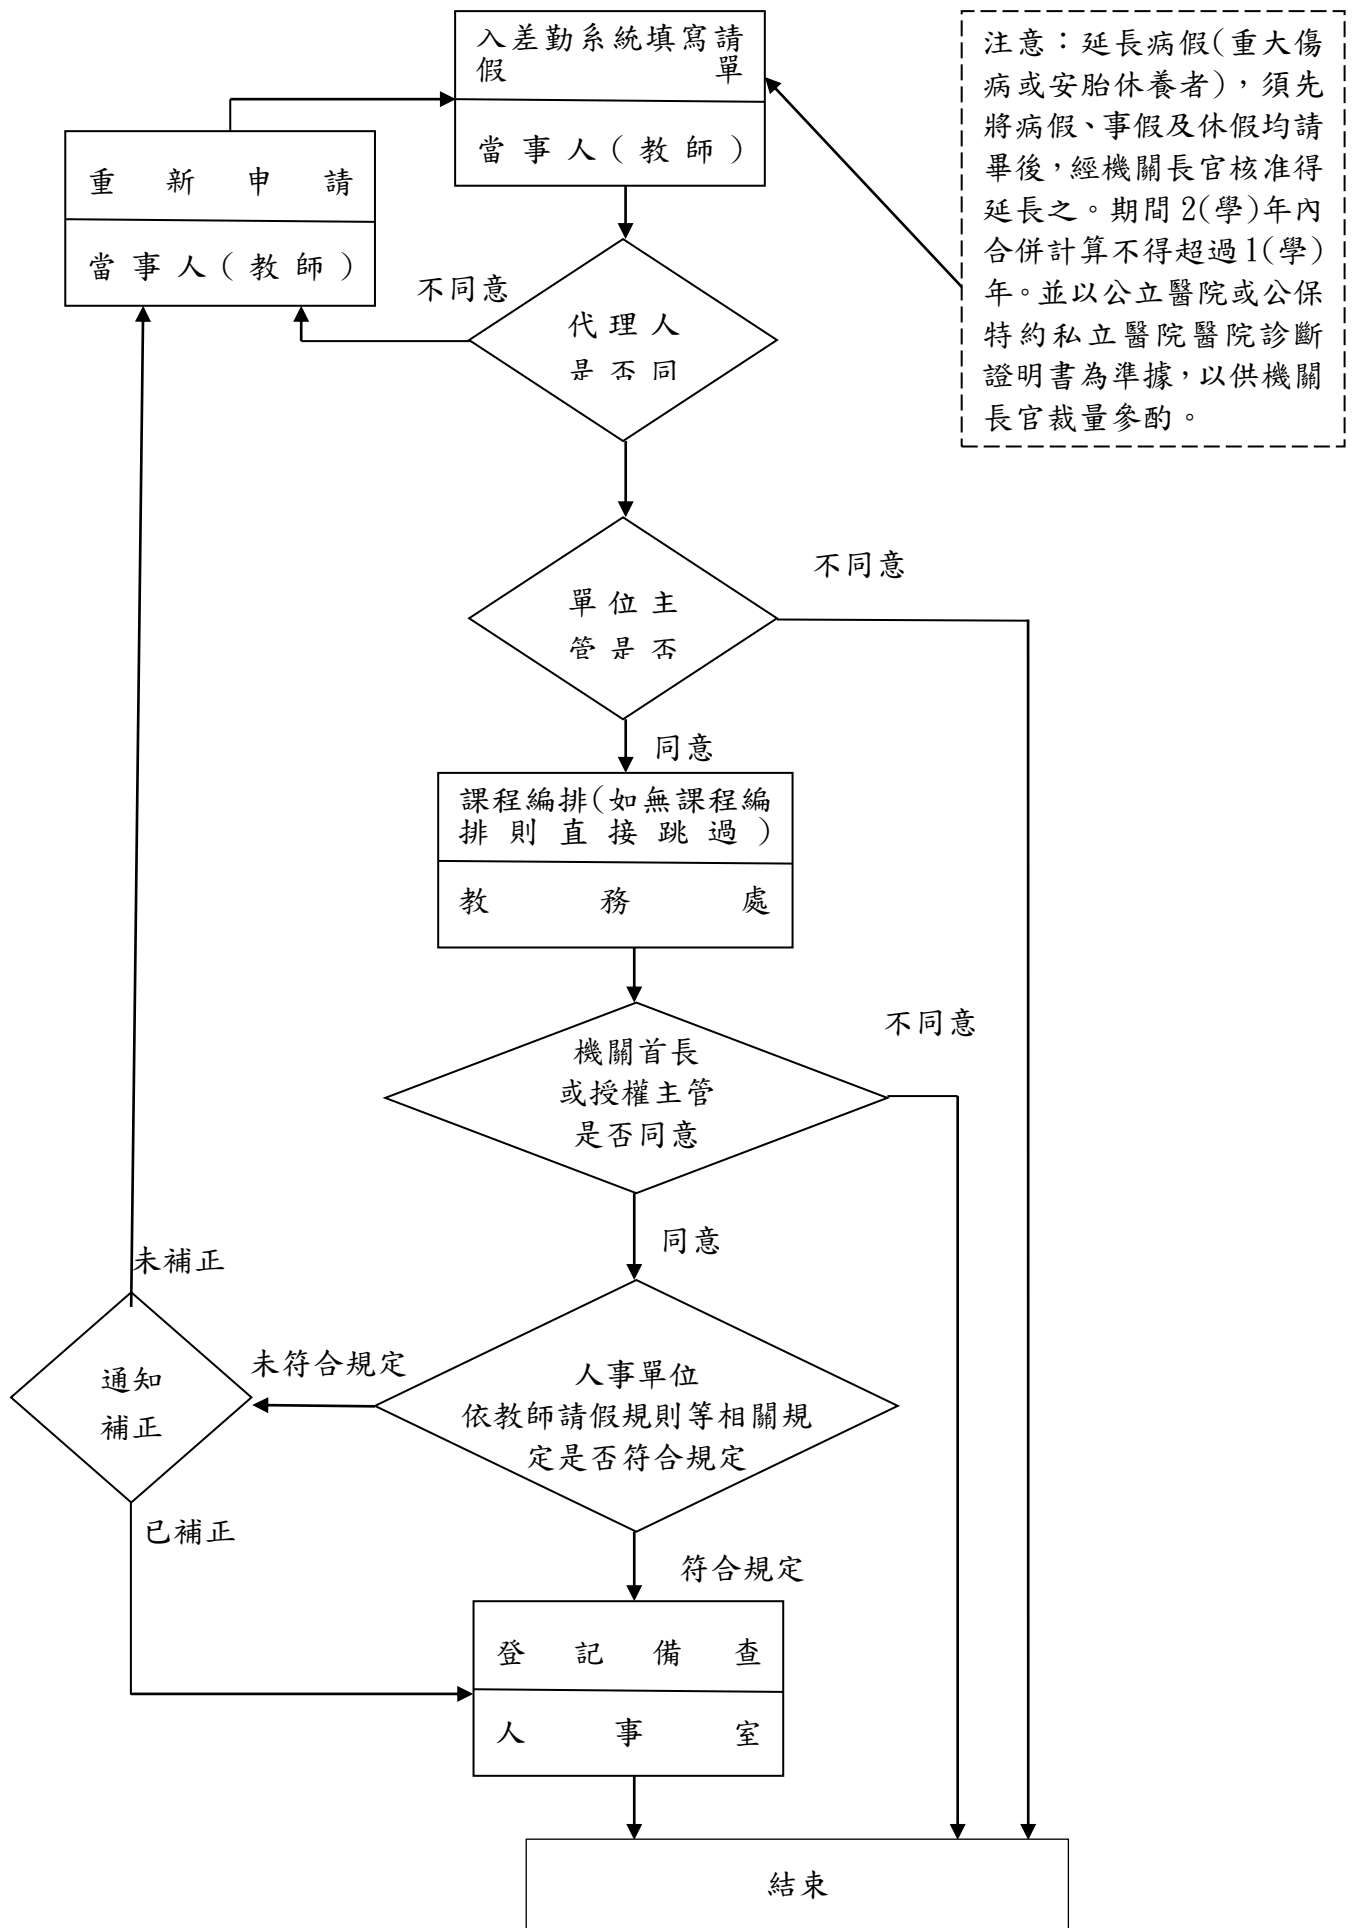 入差勤系統填寫請
假單
當事人(教師)
注意：延長病假(重大傷
病或安胎休養者)，須先
將病假、事假及休假均請
畢後，經機關長官核准得
延長之。期間2(學)年內
合併計算不得超過1(學)
年。並以公立醫院或公保
特約私立醫院醫院診斷
證明書為準據，以供機關
長官裁量參酌。
重新申請
當事人(教師)
不同意
代理人
是否同
單位主
管是否
不同意
同意
課程編排(如無課程編
排則直接跳過)
教務處
機關首長
或授權主管
是否同意
不同意
同意
人事單位
依教師請假規則等相關規
定是否符合規定
未符合規定
通知
補正
未補正
已補正
符合規定
登記備查
人事室
結束